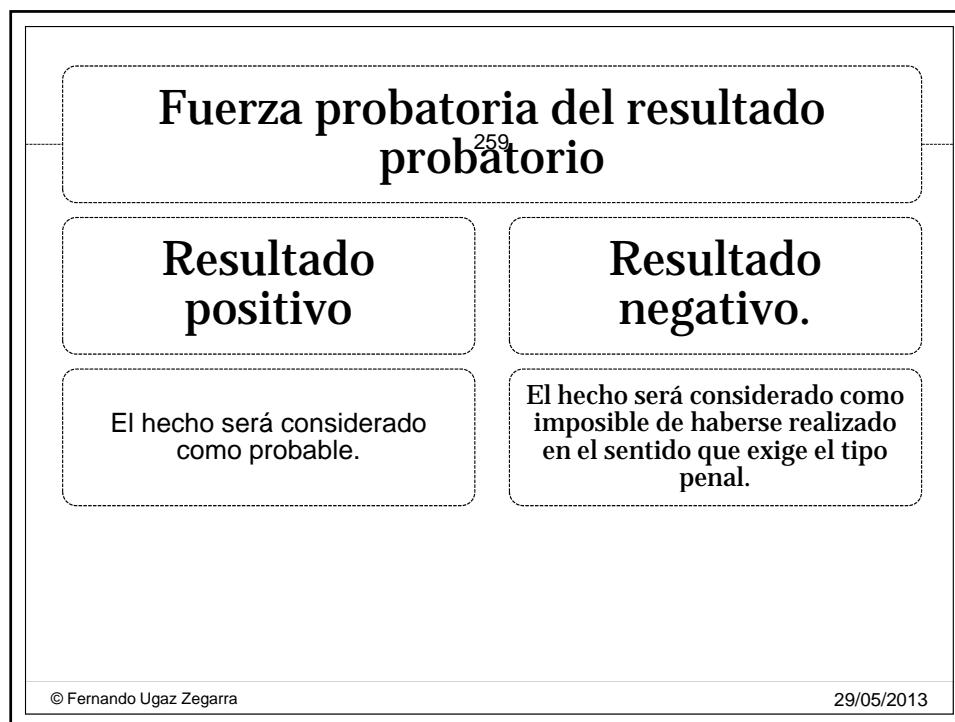 Fuerza probatoria del resultado
probatorio
259
Resultado
positivo
Resultado
negativo.
El hecho será considerado
como probable.
El hecho será considerado como
imposible de haberse realizado
en el sentido que exige el tipo
penal.
© Fernando Ugaz Zegarra
29/05/2013